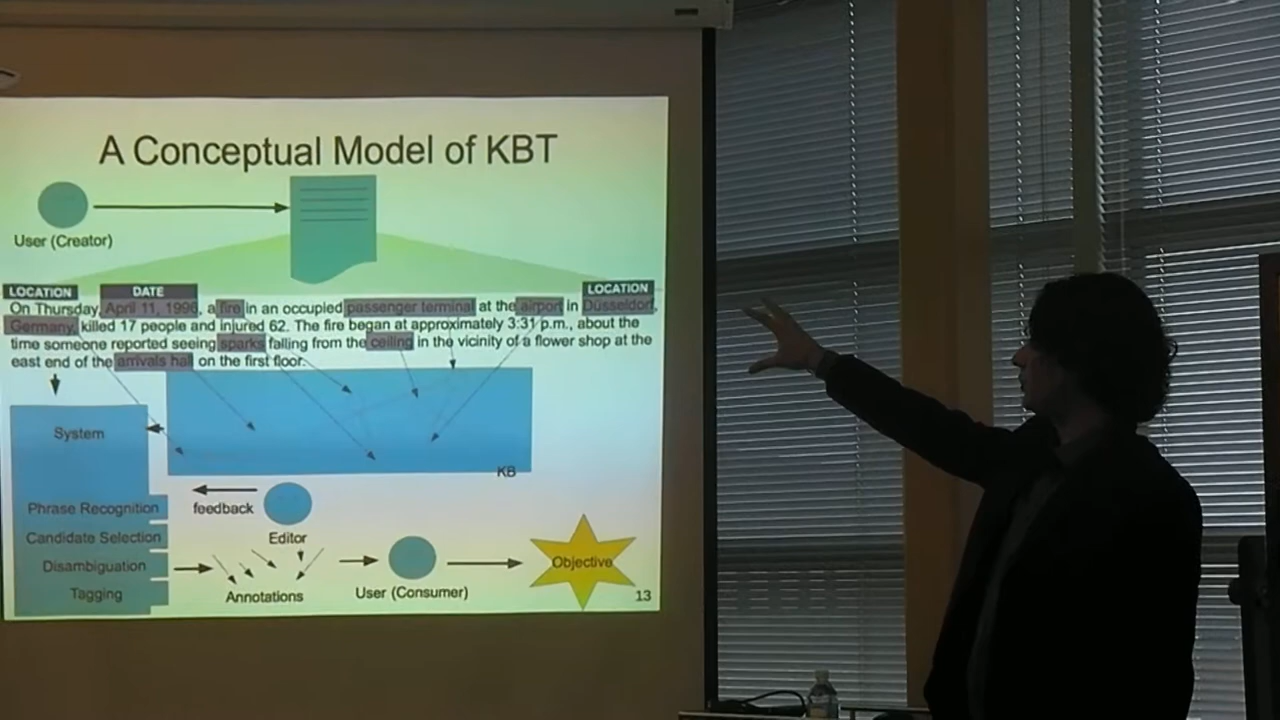 A Conceptual Model of KBT
User (Creator)
LOCATION DATE LOCATION
On Thursday, April 11, 1996, a fire in an occupied passenger terminal at the airport in Düsseldorf,
Germany, killed 17 people and injured 62. The fire began at approximately 3:31 p.m., about the
time someone reported seeing sparks falling from the ceiling in the vicinity of a flower shop at the
east end of the arrivals hall on the first floor.
System
KB
Phrase Recognition
feedback
Candidate Selection
Editor
Disambiguation
Objective
Tagging
Annotations
User (Consumer)
13